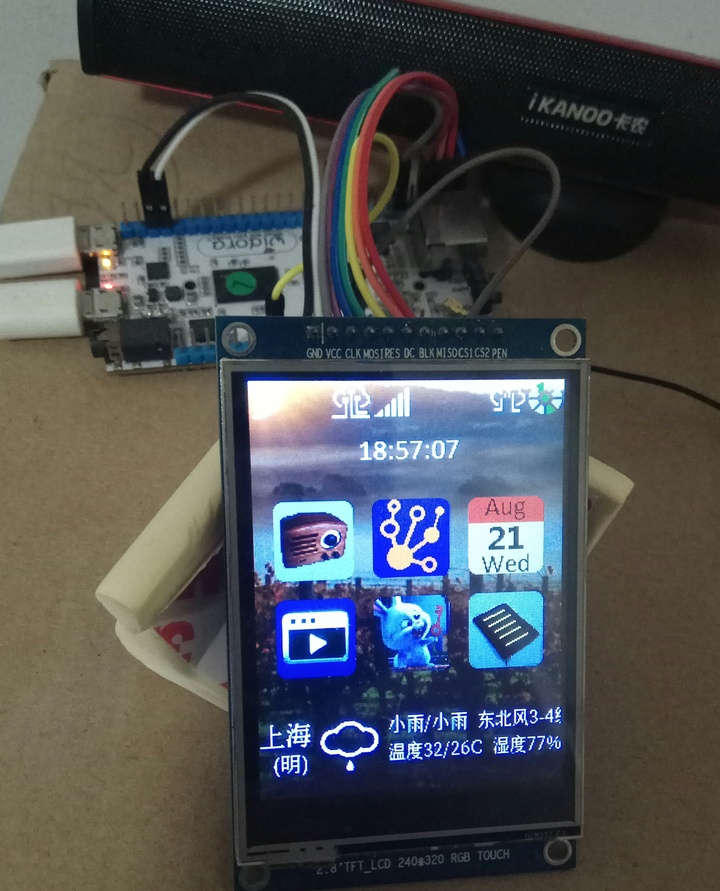 iKANOO卡农
widora
GND VCC CLK MOSI RES DC BLK MISO CS1 CS2 PEN
18:57:07
Aug
21
Wed
上海
(明)
小雨/小雨 东北风3-4
温度32/26C 湿度77%
2.8"TFT_LCD 240*320 RGB TOUCH